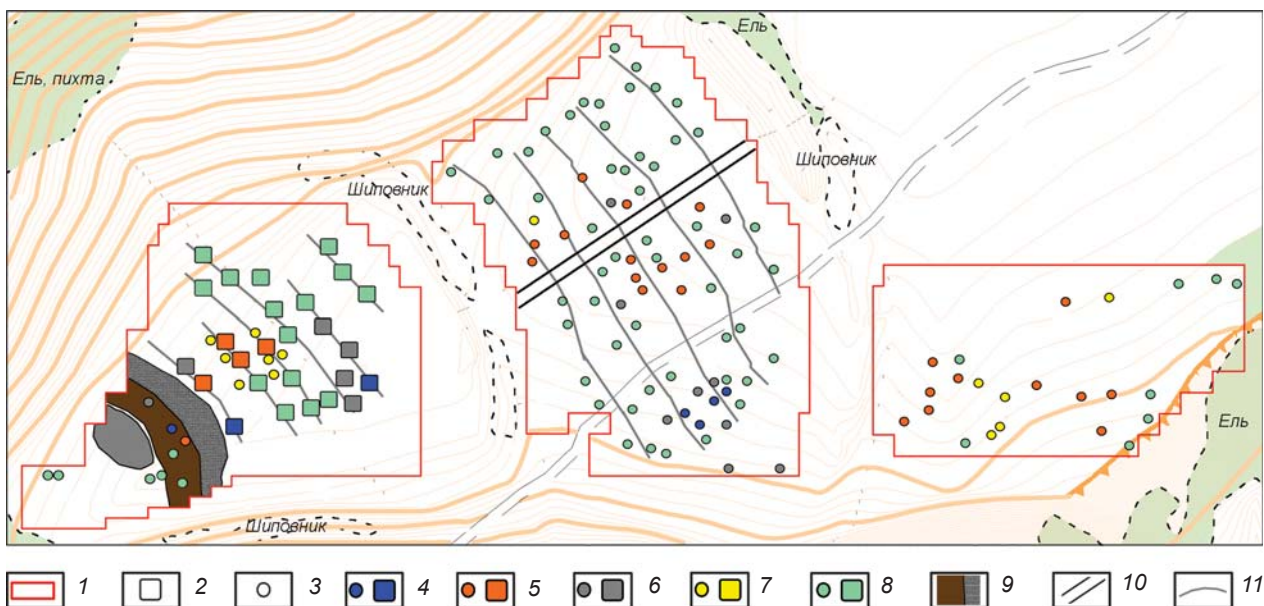 Ель
Ель, пихта
Шиповник
Шиповник
Ель
Шиповник
1 2 3 4 5 6 7 8 9 10 11